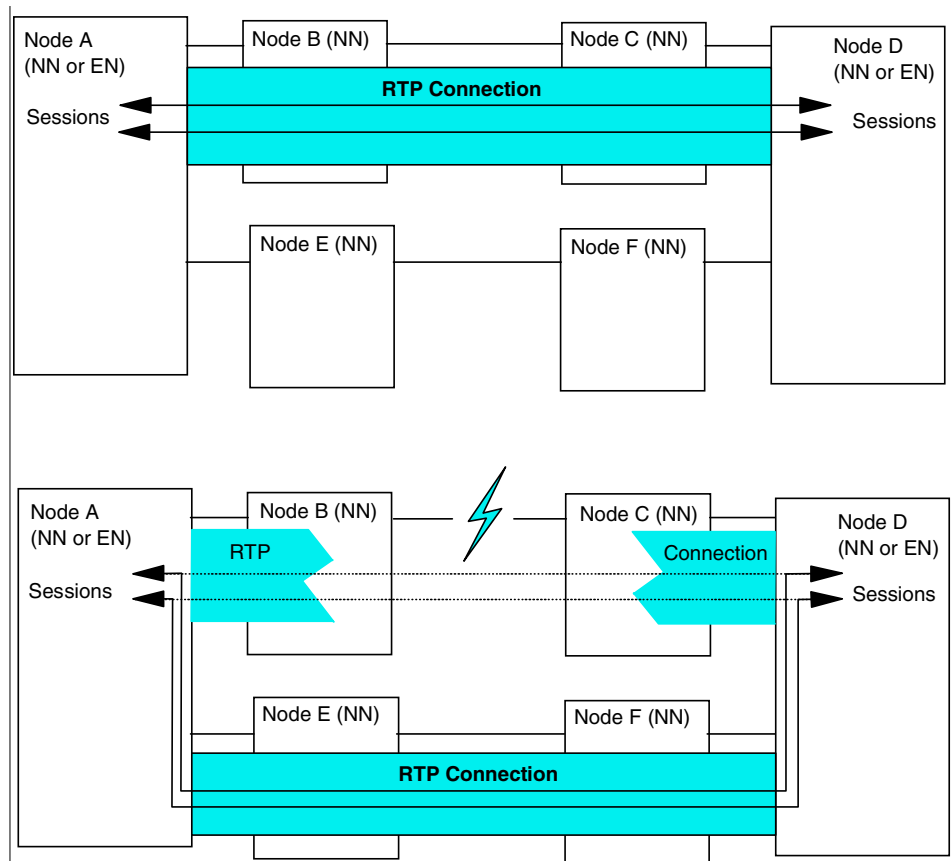 Node A
(NN or EN)
Node B (NN)
Node C (NN)
Node D
(NN or EN)
RTP Connection
Sessions
Sessions
Node E (NN)
Node F (NN)
Node A
(NN or EN)
Node B (NN)
Node C (NN)
Node D
(NN or EN)
RTP
Connection
Sessions
Sessions
Node E (NN)
Node F (NN)
RTP Connection